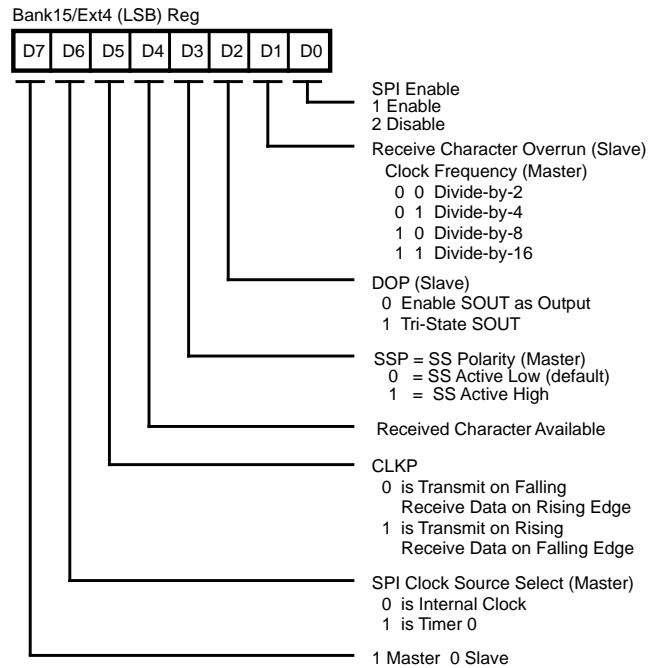 Bank15/Ext4 (LSB) Reg
D7 D6 D5 D4 D3 D2 D1 D0
SPI Enable
1 Enable
2 Disable
Receive Character Overrun (Slave)
Clock Frequency (Master)
0 0 Divide-by-2
0 1 Divide-by-4
1 0 Divide-by-8
1 1 Divide-by-16
DOP (Slave)
0 Enable SOUT as Output
1 Tri-State SOUT
SSP = SS Polarity (Master)
0 = SS Active Low (default)
1 = SS Active High
Received Character Available
CLKP
0 is Transmit on Falling
Receive Data on Rising Edge
1 is Transmit on Rising
Receive Data on Falling Edge
SPI Clock Source Select (Master)
0 is Internal Clock
1 is Timer 0
1 Master 0 Slave